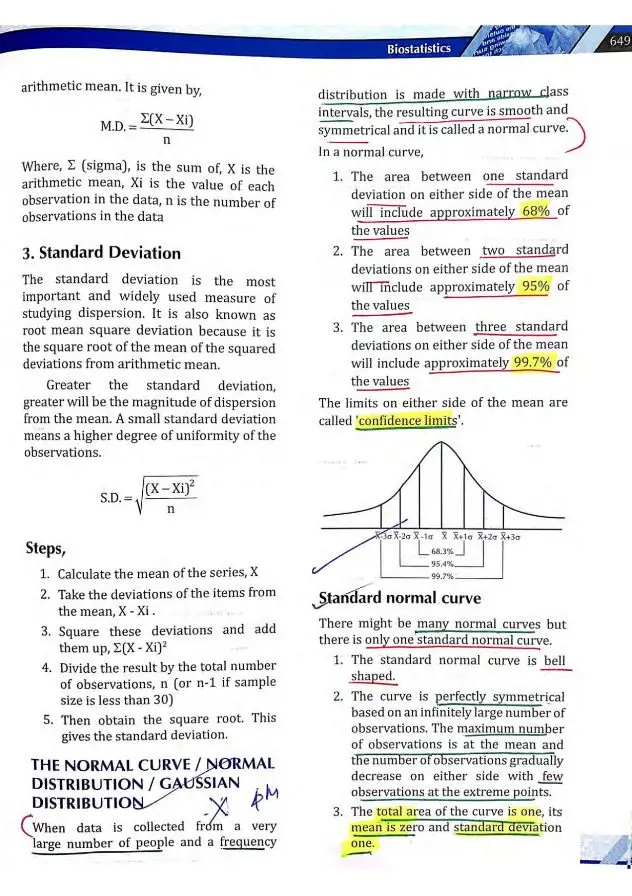 Biostatistics
649
arithmetic mean. It is given by,
M.D. = Σ(X – Xi)
n
Where, Σ (sigma), is the sum of, X is the
arithmetic mean, Xi is the value of each
observation in the data, n is the number of
observations in the data
3. Standard Deviation
The standard deviation is the most
important and widely used measure of
studying dispersion. It is also known as
root mean square deviation because it is
the square root of the mean of the squared
deviations from arithmetic mean.
Greater the standard deviation,
greater will be the magnitude of dispersion
from the mean. A small standard deviation
means a higher degree of uniformity of the
observations.
S.D. = √(X – Xi)²
n
Steps,
1. Calculate the mean of the series, X
2. Take the deviations of the items from
the mean, X - Xi .
3. Square these deviations and add
them up, Σ(X - Xi)²
4. Divide the result by the total number
of observations, n (or n-1 if sample
size is less than 30)
5. Then obtain the square root. This
gives the standard deviation.
THE NORMAL CURVE / NORMAL
DISTRIBUTION / GAUSSIAN
DISTRIBUTION
When data is collected from a very
large number of people and a frequency
distribution is made with narrow class
intervals, the resulting curve is smooth and
symmetrical and it is called a normal curve.
In a normal curve,
1. The area between one standard
deviation on either side of the mean
will include approximately 68% of
the values
2. The area between two standard
deviations on either side of the mean
will include approximately 95% of
the values
3. The area between three standard
deviations on either side of the mean
will include approximately 99.7% of
the values
The limits on either side of the mean are
called 'confidence limits'.
X̄-3σ X̄-2σ X̄-1σ X̄ X̄+1σ X̄+2σ X̄+3σ
68.3%
95.4%
99.7%
Standard normal curve
There might be many normal curves but
there is only one standard normal curve.
1. The standard normal curve is bell
shaped.
2. The curve is perfectly symmetrical
based on an infinitely large number of
observations. The maximum number
of observations is at the mean and
the number of observations gradually
decrease on either side with few
observations at the extreme points.
3. The total area of the curve is one, its
mean is zero and standard deviation
one.